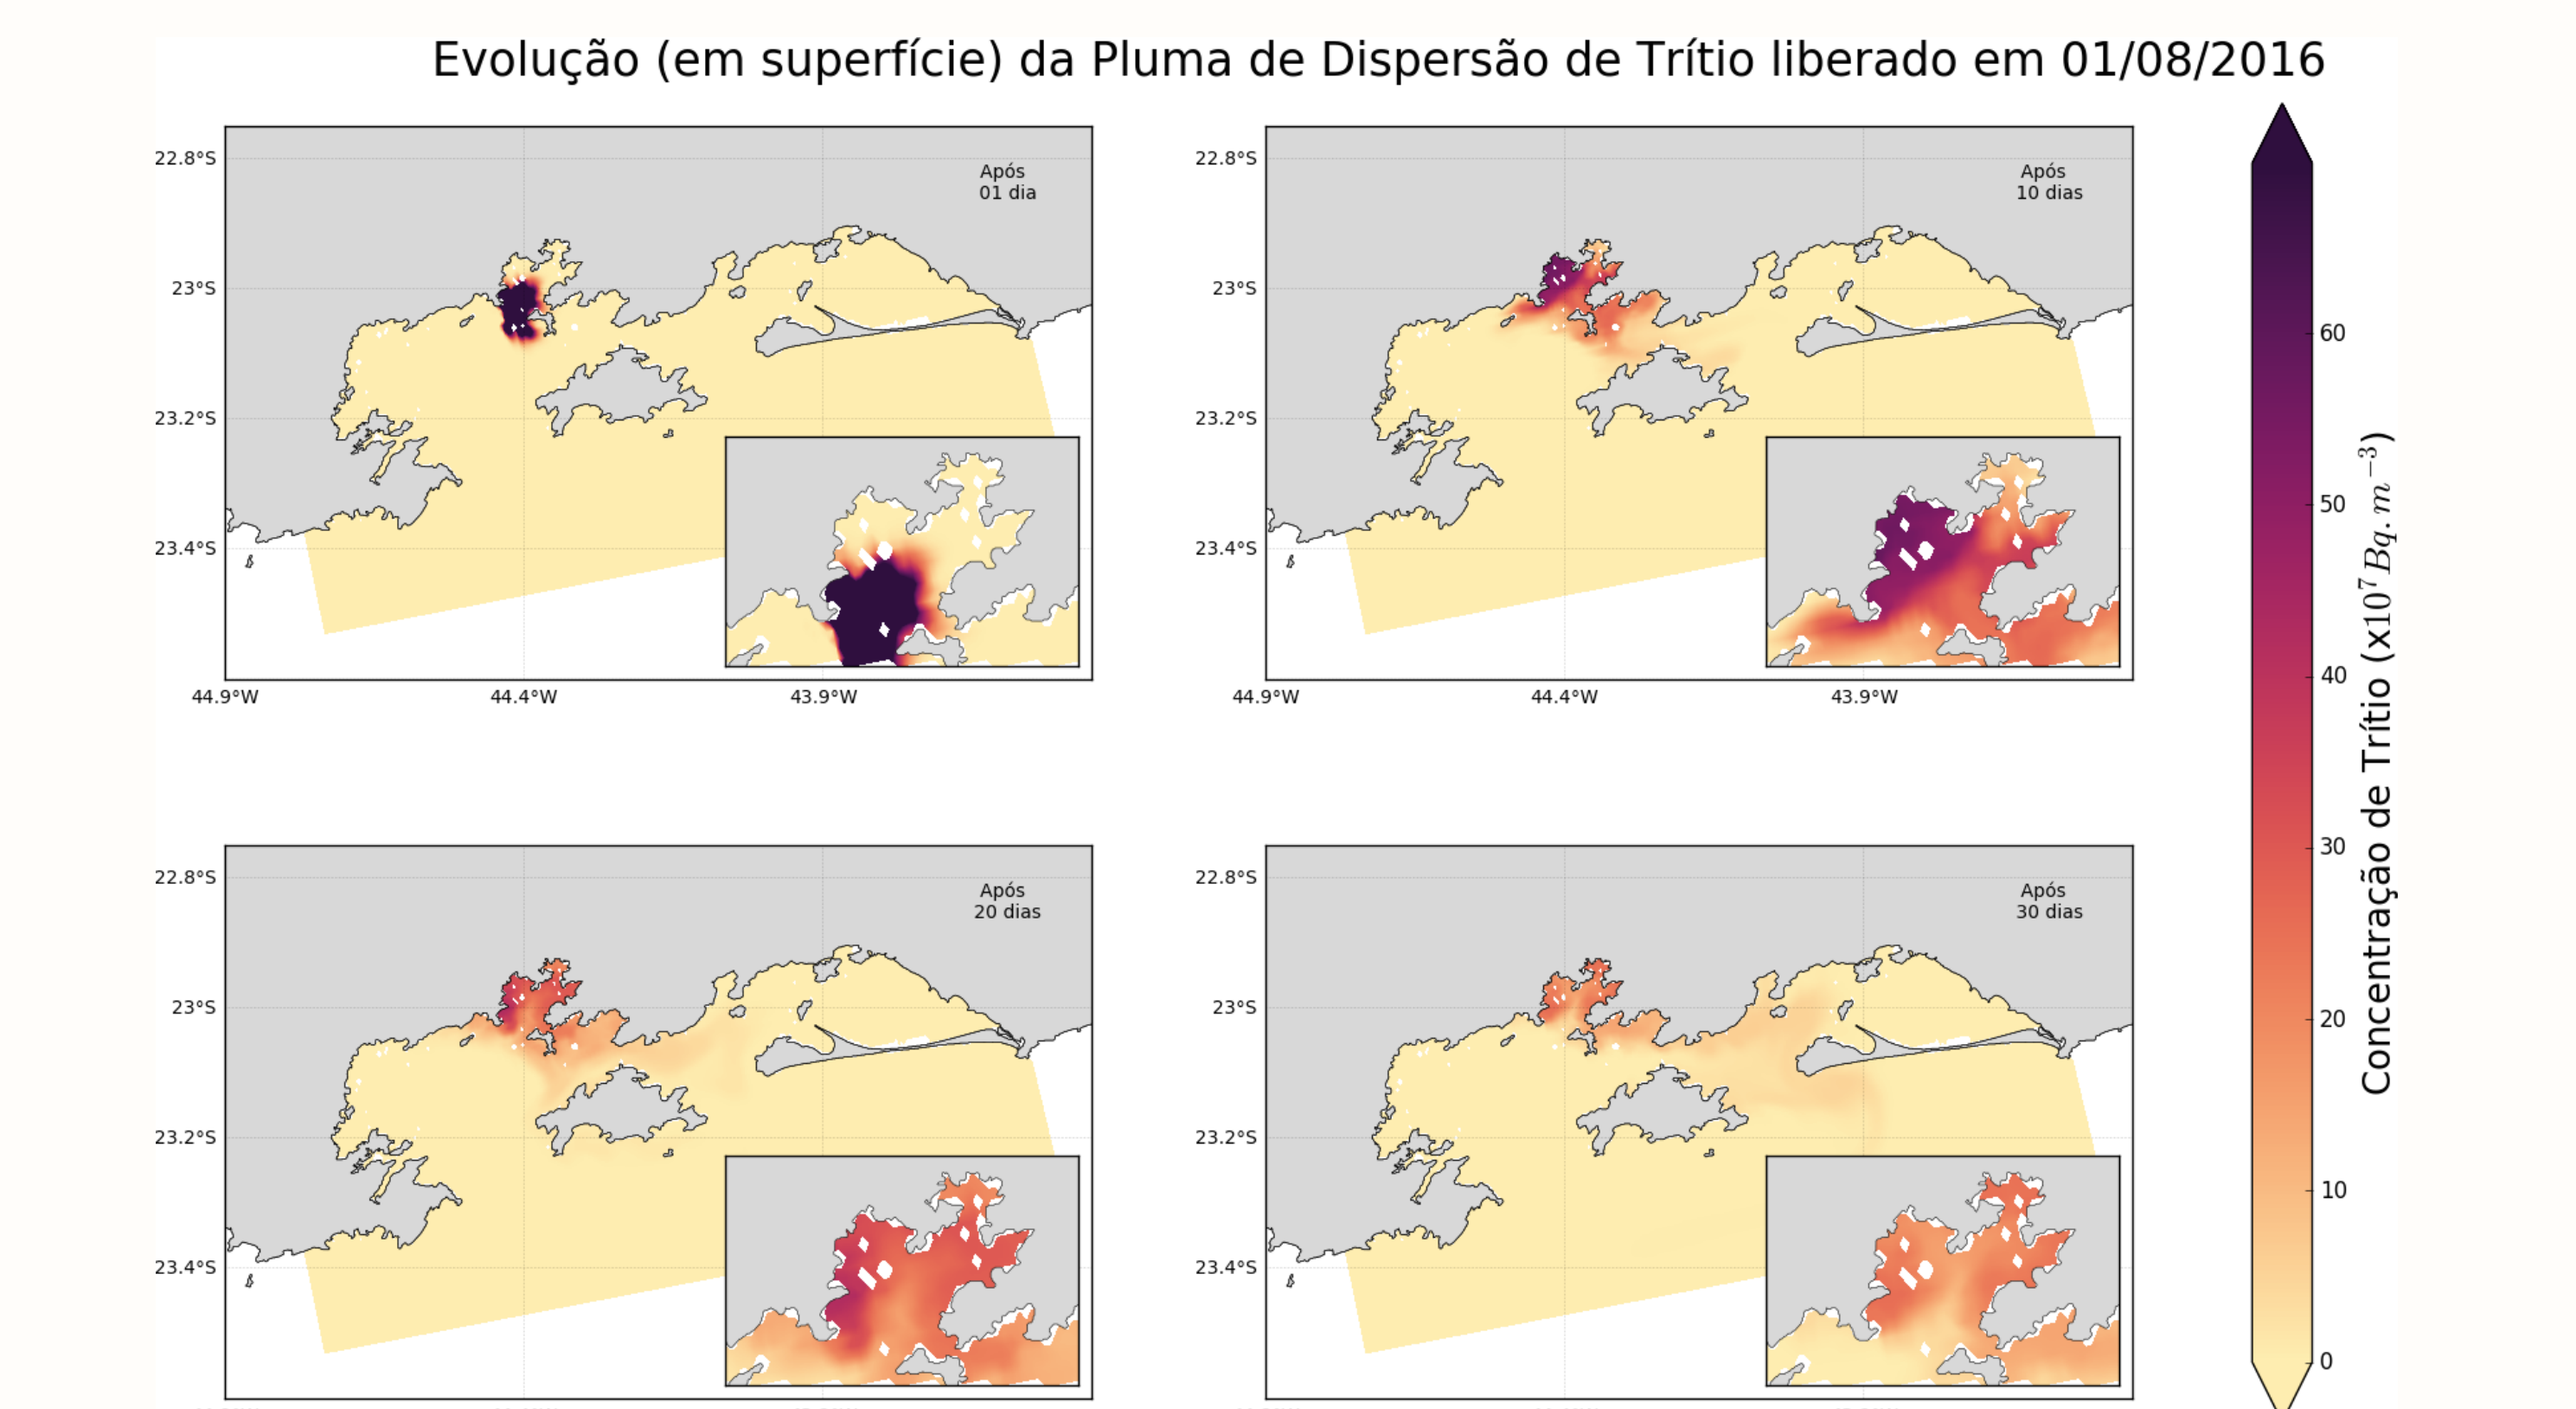 Evolução (em superfície) da Pluma de Dispersão de Trítio liberado em 01/08/2016
22.8°S
23°S
23.2°S
23.4°S
44.9°W
44.4°W
43.9°W
Após
01 dia
22.8°S
23°S
23.2°S
23.4°S
44.9°W
44.4°W
43.9°W
Após
10 dias
22.8°S
23°S
23.2°S
23.4°S
Após
20 dias
22.8°S
23°S
23.2°S
23.4°S
Após
30 dias
60
50
40
30
20
10
0
Concentração de Trítio (x10⁷ Bq.m⁻³)